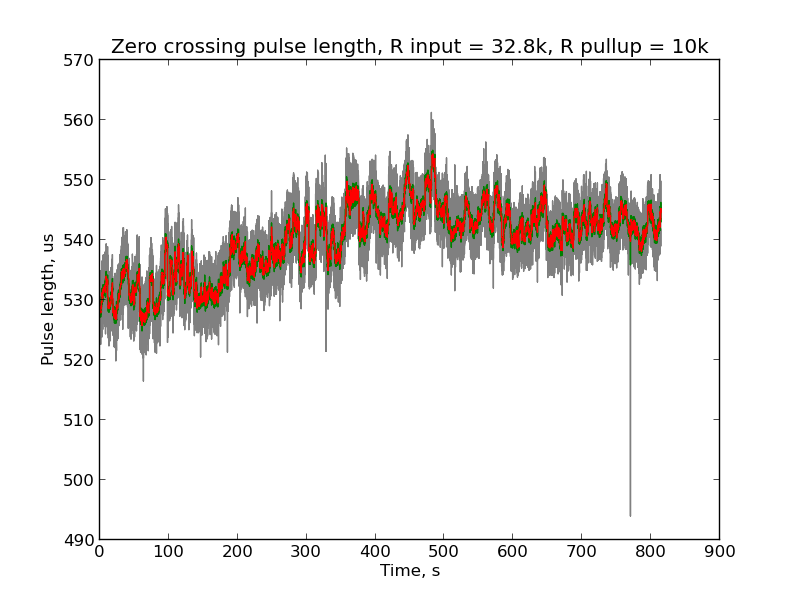 Zero crossing pulse length, R input = 32.8k, R pullup = 10k
570
560
550
540
530
520
510
500
490
Pulse length, us
0 100 200 300 400 500 600 700 800 900
Time, s